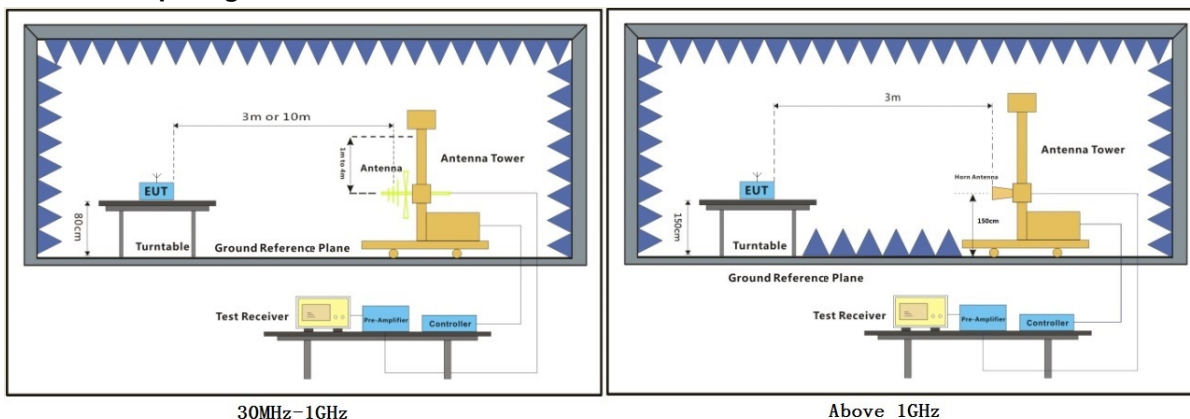 3m or 10m
1m to 4m
Antenna
Antenna Tower
EUT
80cm
Turntable
Ground Reference Plane
Test Receiver
Pre-Amplifier
Controller
30MHz-1GHz
3m
Antenna Tower
Horn Antenna
EUT
150cm
150cm
Turntable
Ground Reference Plane
Test Receiver
Pre-Amplifier
Controller
Above 1GHz